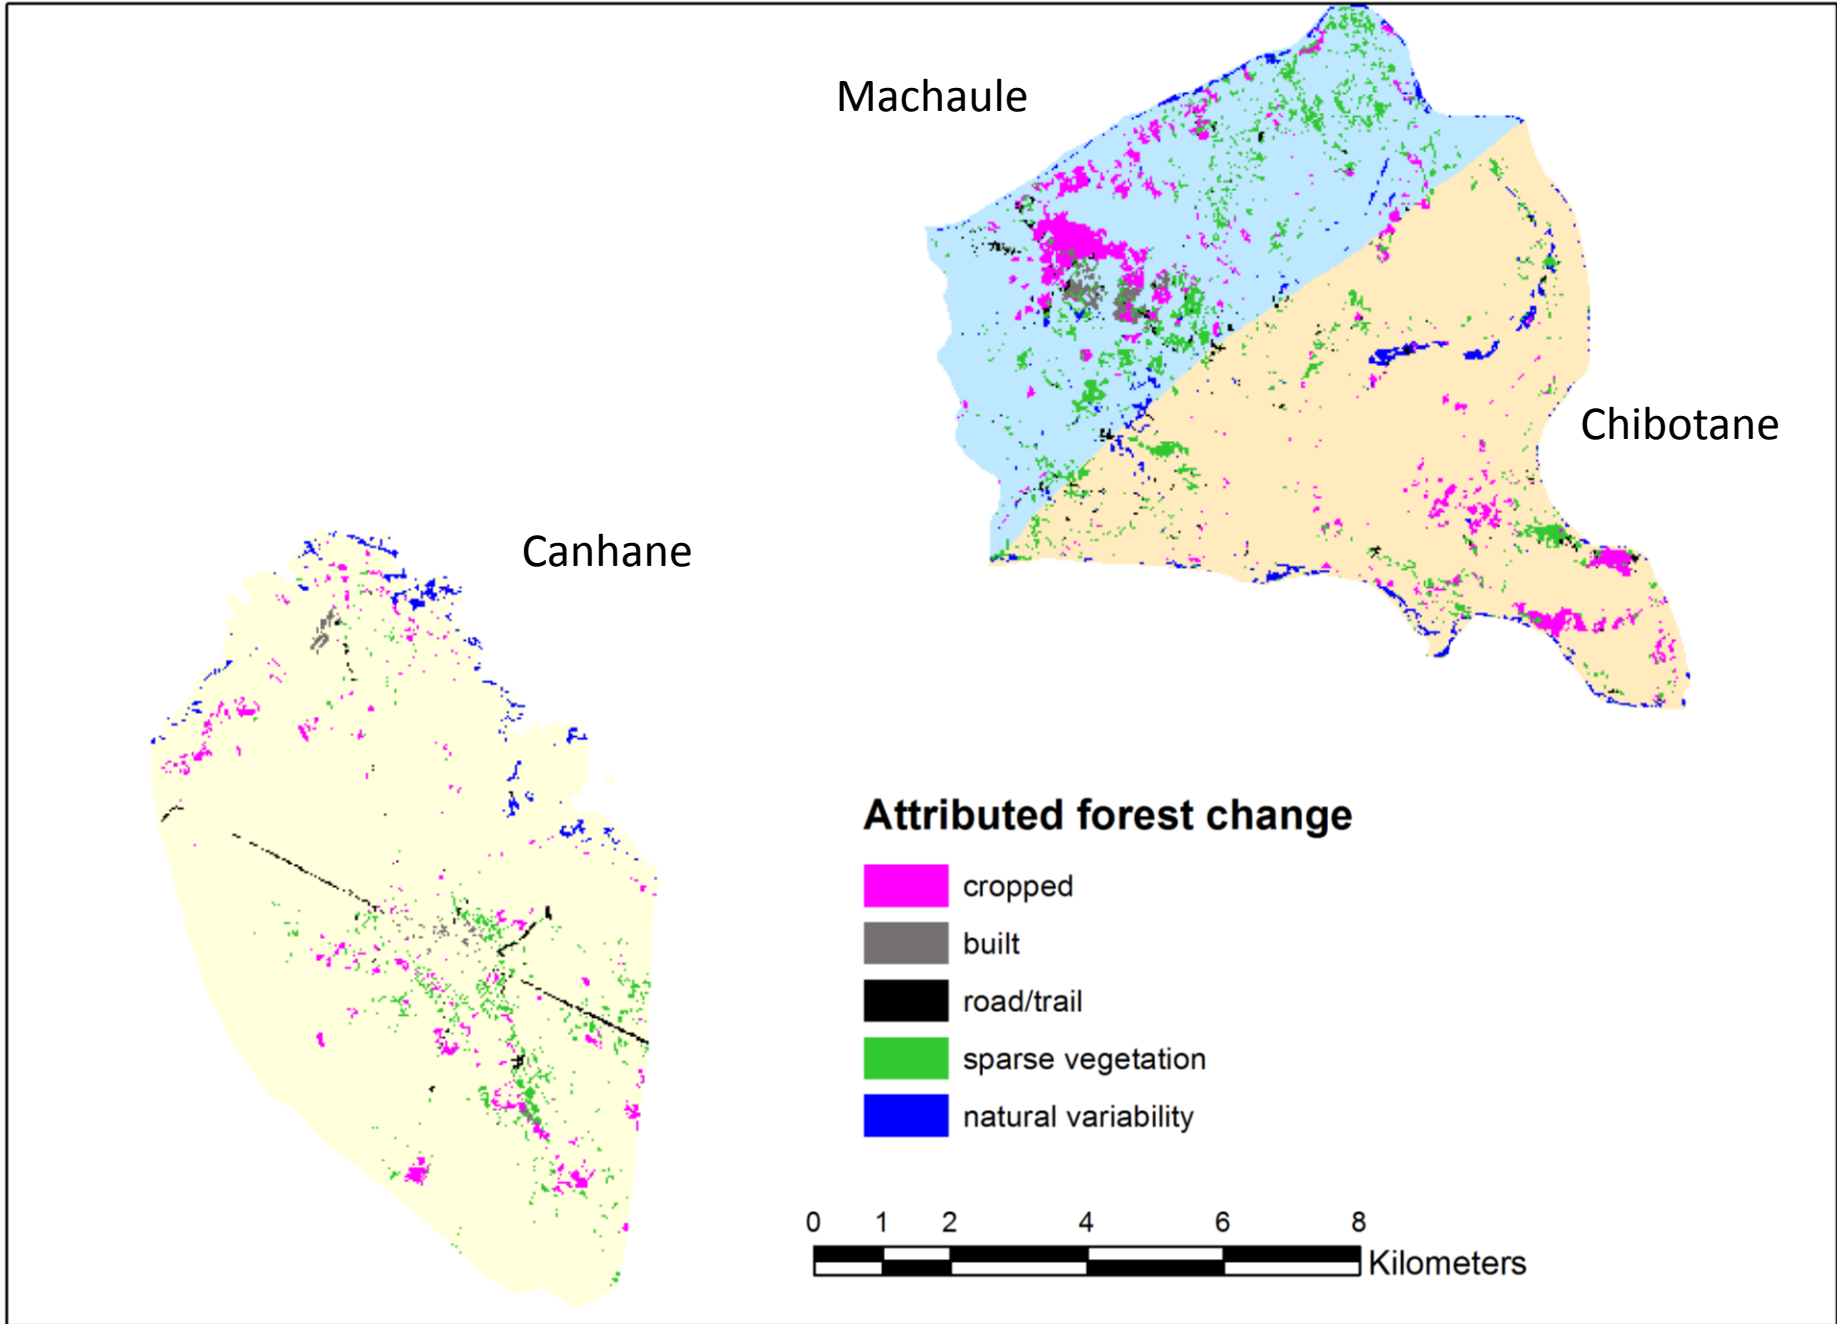 Machaule
Chibotane
Canhane
Attributed forest change
cropped
built
road/trail
sparse vegetation
natural variability
0 1 2 4 6 8
Kilometers